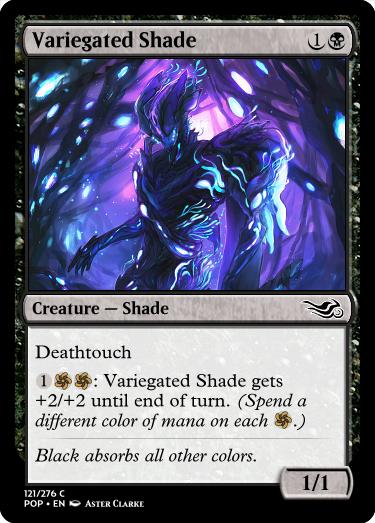 Variegated Shade 1
Creature — Shade
Deathtouch
1 : Variegated Shade gets
+2/+2 until end of turn. (Spend a
different color of mana on each .)
Black absorbs all other colors.
1/1
121/276 C
POP • EN Aster Clarke